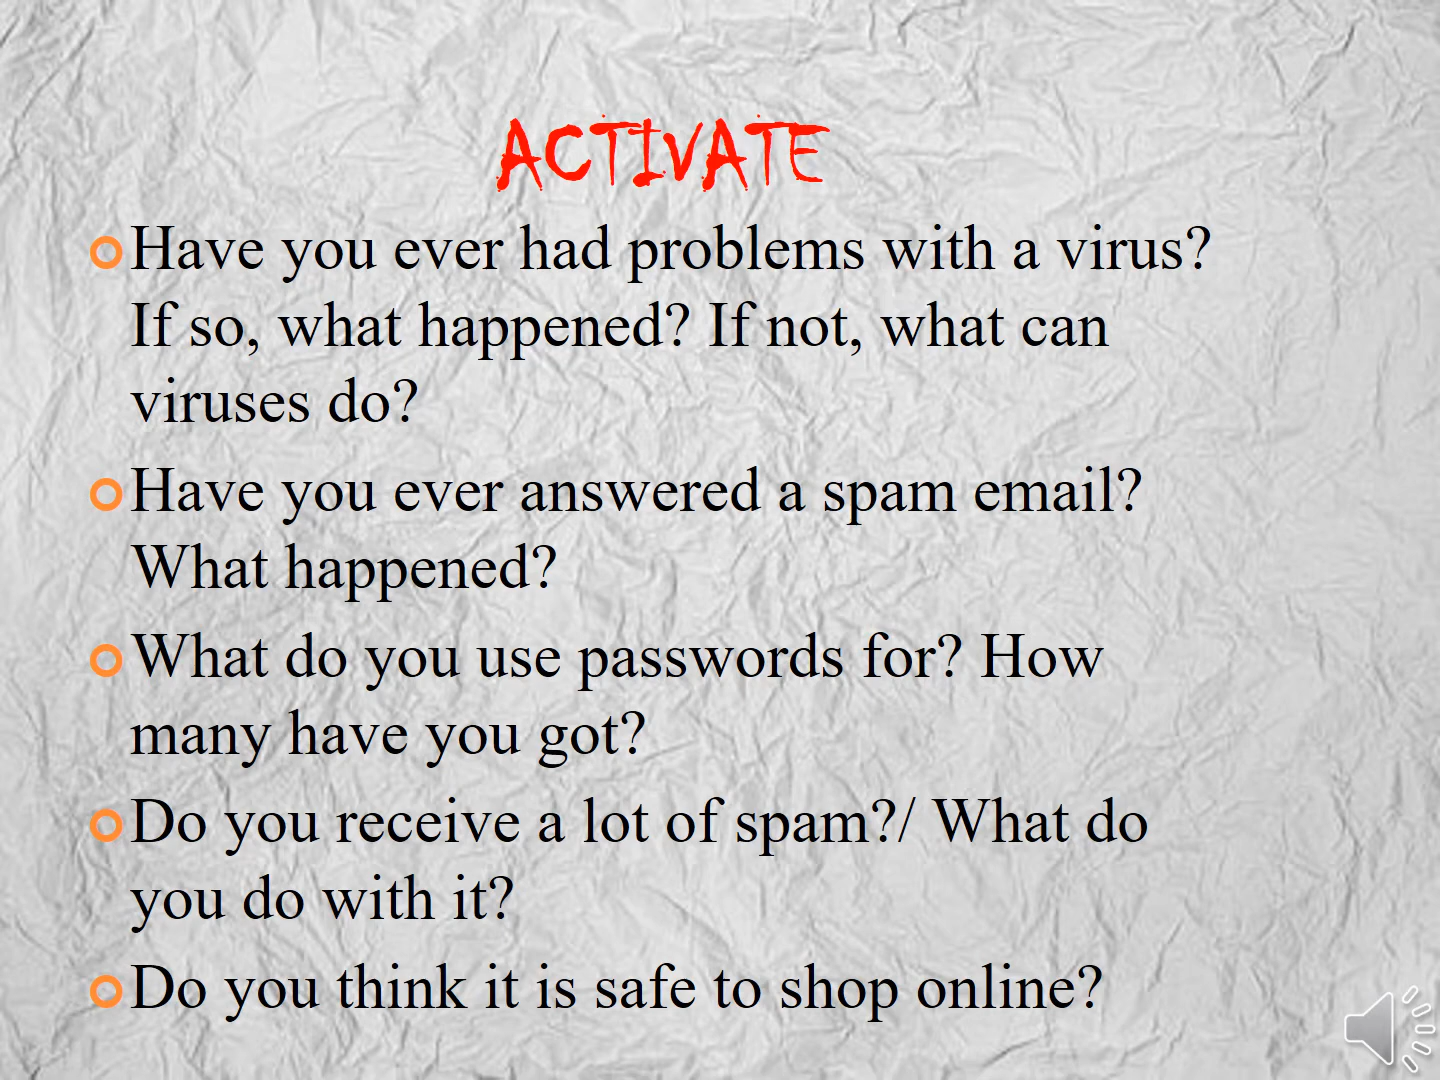 ACTIVATE
Have you ever had problems with a virus?
If so, what happened? If not, what can
viruses do?
Have you ever answered a spam email?
What happened?
What do you use passwords for? How
many have you got?
Do you receive a lot of spam?/ What do
you do with it?
Do you think it is safe to shop online?